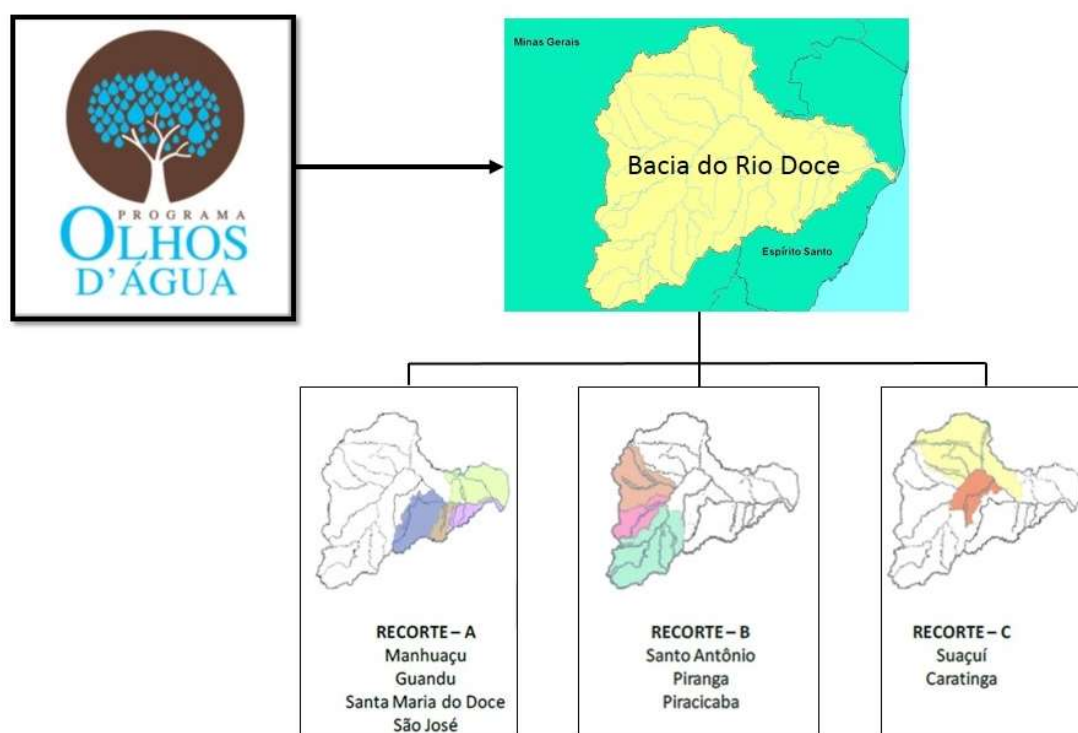 PROGRAMA
OLHOS
D'ÁGUA
Minas Gerais
Bacia do Rio Doce
Espírito Santo
RECORTE – A
Manhuaçu
Guandu
Santa Maria do Doce
São José
RECORTE – B
Santo Antônio
Piranga
Piracicaba
RECORTE – C
Suaçuí
Caratinga